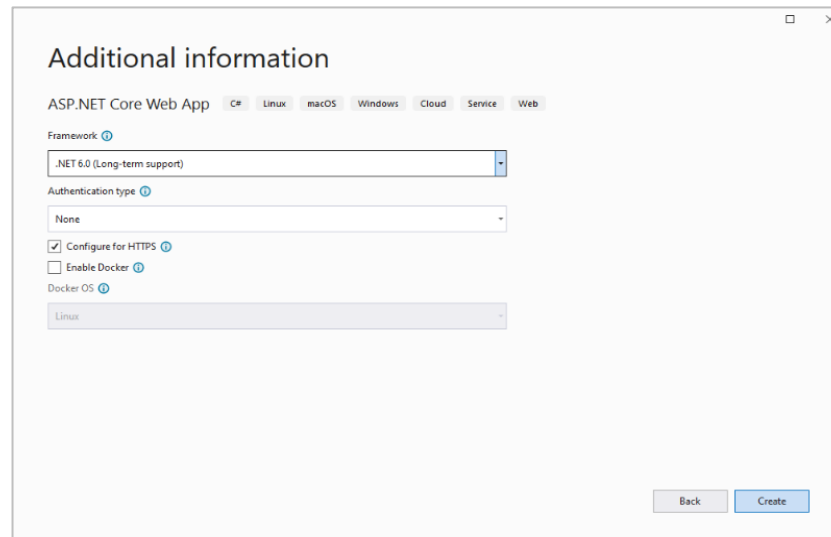 Additional information
ASP.NET Core Web App C# Linux macOS Windows Cloud Service Web
Framework
.NET 6.0 (Long-term support)
Authentication type
None
Configure for HTTPS
Enable Docker
Docker OS
Linux
Back Create